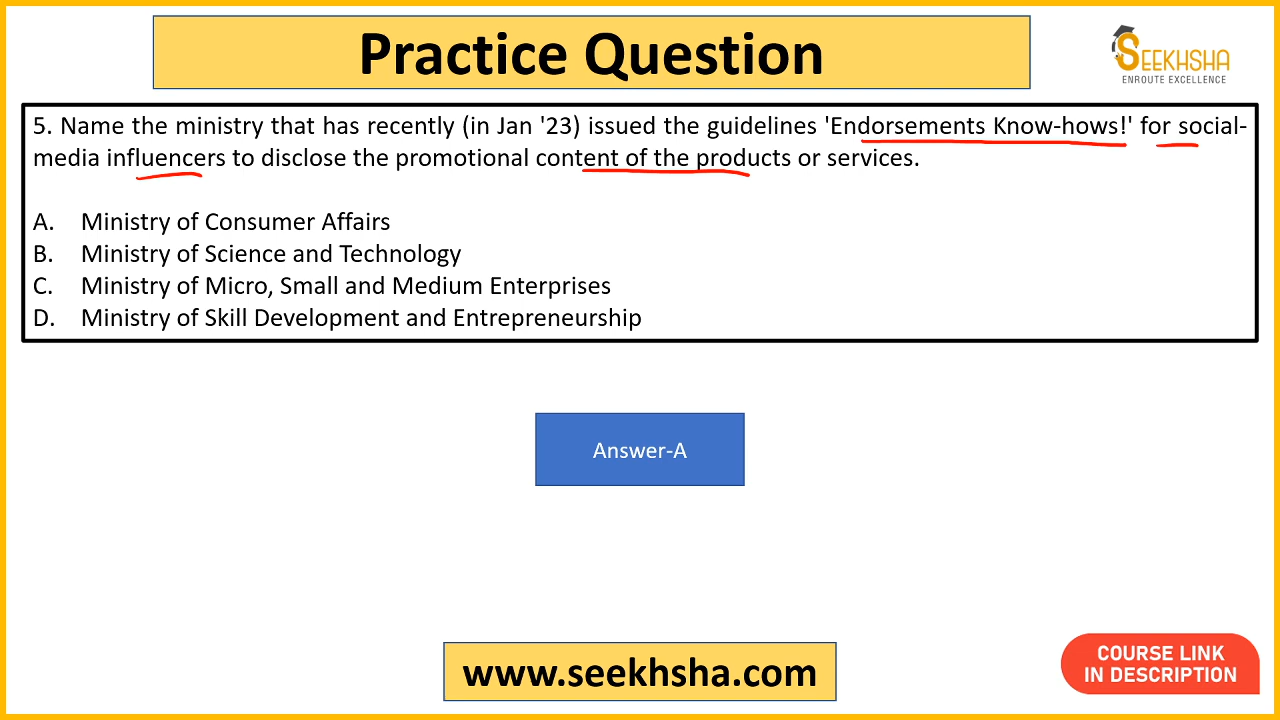 Practice Question
SEEKHSHA
ENROUTE EXCELLENCE
5. Name the ministry that has recently (in Jan '23) issued the guidelines 'Endorsements Know-hows!' for social-
media influencers to disclose the promotional content of the products or services.
A. Ministry of Consumer Affairs
B. Ministry of Science and Technology
C. Ministry of Micro, Small and Medium Enterprises
D. Ministry of Skill Development and Entrepreneurship
Answer-A
www.seekhsha.com
COURSE LINK
IN DESCRIPTION